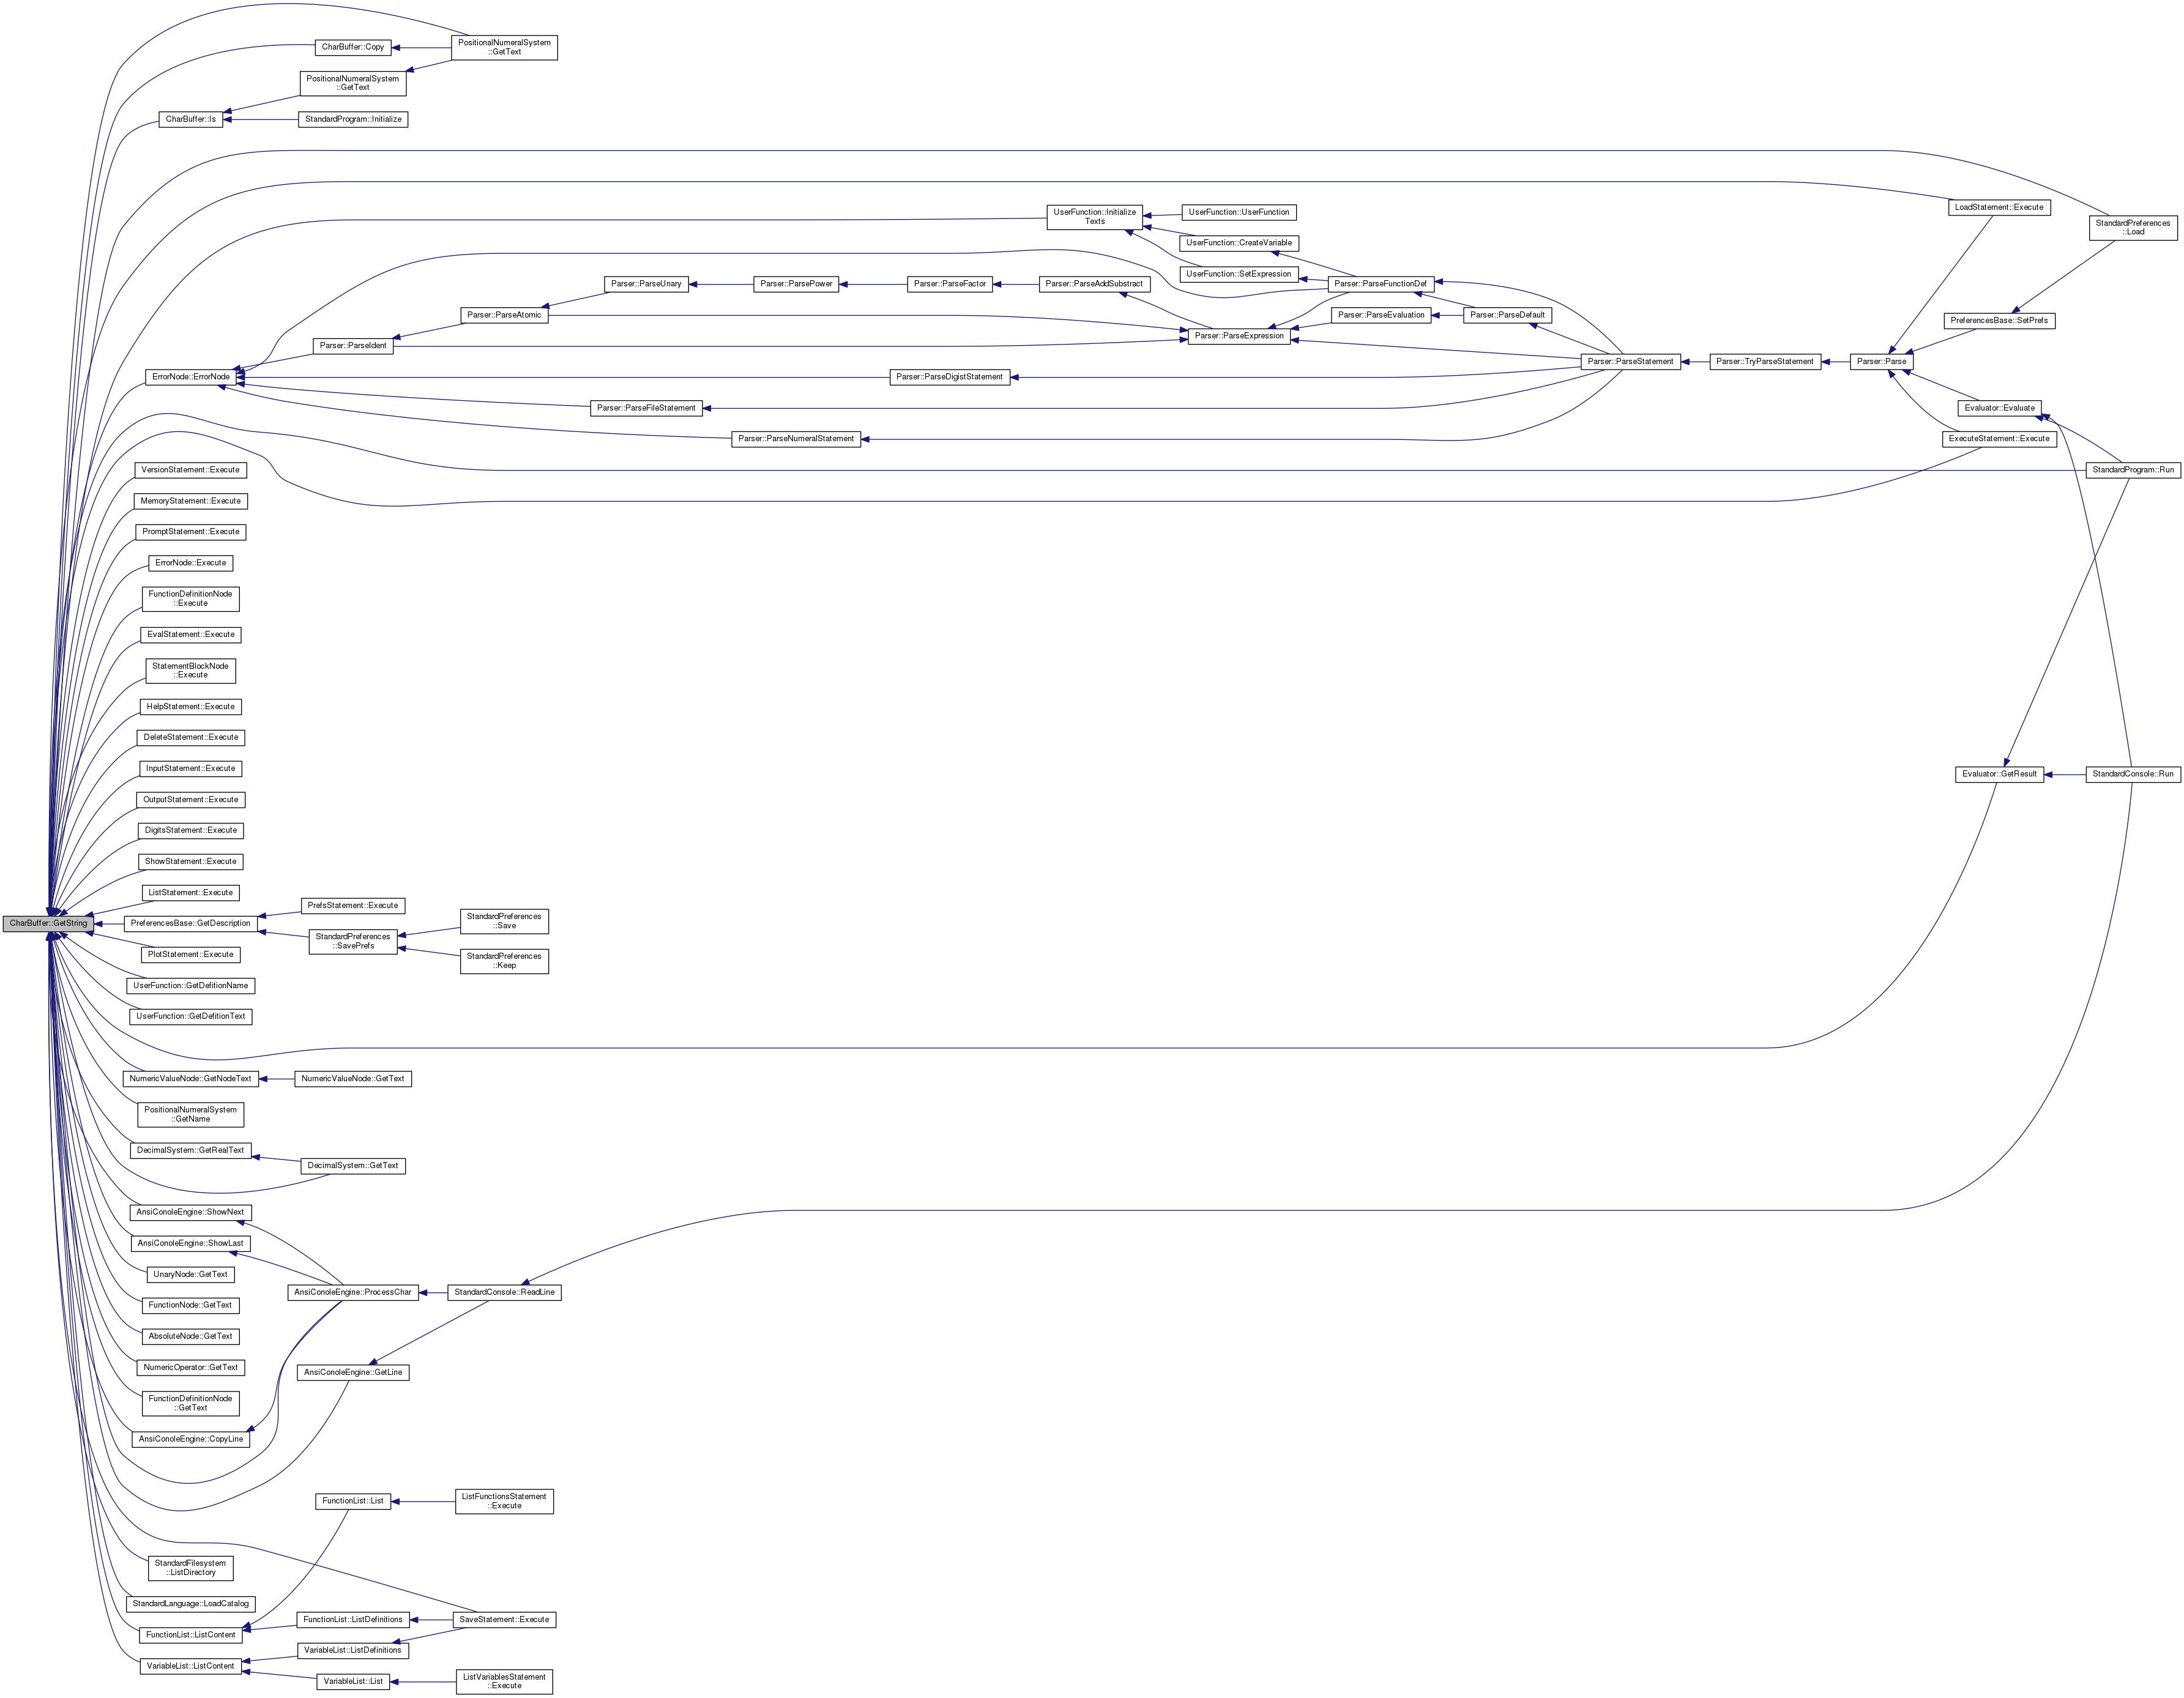 CharBuffer::Copy
PositionalNumeralSystem
::GetText
PositionalNumeralSystem
::GetText
CharBuffer::Is
StandardProgram::Initialize
LoadStatement::Execute
UserFunction::Initialize
Texts
UserFunction::UserFunction
StandardPreferences
::Load
UserFunction::CreateVariable
UserFunction::SetExpression
Parser::ParseUnary
Parser::ParsePower
Parser::ParseFactor
Parser::ParseAddSubstract
Parser::ParseFunctionDef
Parser::ParseAtomic
Parser::ParseEvaluation
Parser::ParseDefault
PreferencesBase::SetPrefs
Parser::ParseIdent
Parser::ParseExpression
Parser::ParseStatement
Parser::TryParseStatement
Parser::Parse
ErrorNode::ErrorNode
Parser::ParseDigistStatement
Parser::ParseFileStatement
Evaluator::Evaluate
Parser::ParseNumeralStatement
ExecuteStatement::Execute
VersionStatement::Execute
StandardProgram::Run
MemoryStatement::Execute
PromptStatement::Execute
ErrorNode::Execute
FunctionDefinitionNode
::Execute
EvalStatement::Execute
StatementBlockNode
::Execute
HelpStatement::Execute
DeleteStatement::Execute
InputStatement::Execute
Evaluator::GetResult
StandardConsole::Run
OutputStatement::Execute
DigitsStatement::Execute
ShowStatement::Execute
ListStatement::Execute
PrefsStatement::Execute
CharBuffer::GetString
PreferencesBase::GetDescription
StandardPreferences
::Save
StandardPreferences
::SavePrefs
PlotStatement::Execute
StandardPreferences
::Keep
UserFunction::GetDefitionName
UserFunction::GetDefitionText
NumericValueNode::GetNodeText
NumericValueNode::GetText
PositionalNumeralSystem
::GetName
DecimalSystem::GetRealText
DecimalSystem::GetText
AnsiConoleEngine::ShowNext
AnsiConoleEngine::ShowLast
UnaryNode::GetText
AnsiConoleEngine::ProcessChar
StandardConsole::ReadLine
FunctionNode::GetText
AbsoluteNode::GetText
NumericOperator::GetText
AnsiConoleEngine::GetLine
FunctionDefinitionNode
::GetText
AnsiConoleEngine::CopyLine
FunctionList::List
ListFunctionsStatement
::Execute
StandardFilesystem
::ListDirectory
StandardLanguage::LoadCatalog
FunctionList::ListDefinitions
SaveStatement::Execute
FunctionList::ListContent
VariableList::ListDefinitions
VariableList::ListContent
VariableList::List
ListVariablesStatement
::Execute